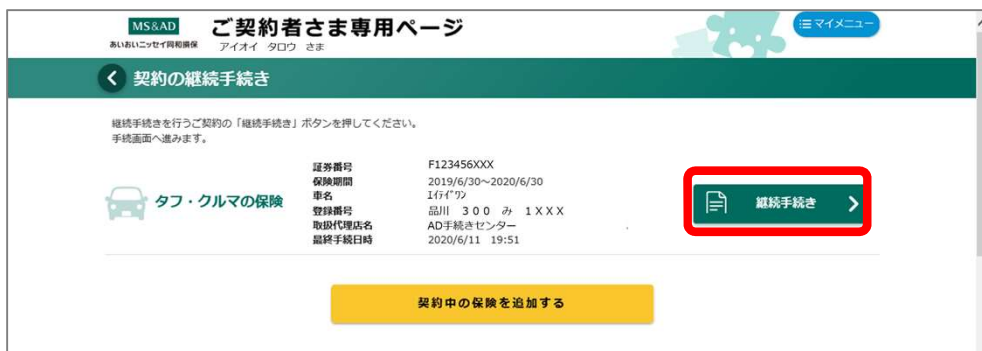 MS&AD ご契約者さま専用ページ マイメニュー
あいおいニッセイ同和損保 アイオイ タロウ さま
契約の継続手続き
継続手続きを行うご契約の「継続手続き」ボタンを押してください。
手続画面へ進みます。
タフ・クルマの保険
証券番号 F123456XXX
保険期間 2019/6/30~2020/6/30
車名 ｴｲﾃｲﾞﾜﾝ
登録番号 品川 300 み 1XXX
取扱代理店名 AD手続きセンター
最終手続日時 2020/6/11 19:51
継続手続き
契約中の保険を追加する